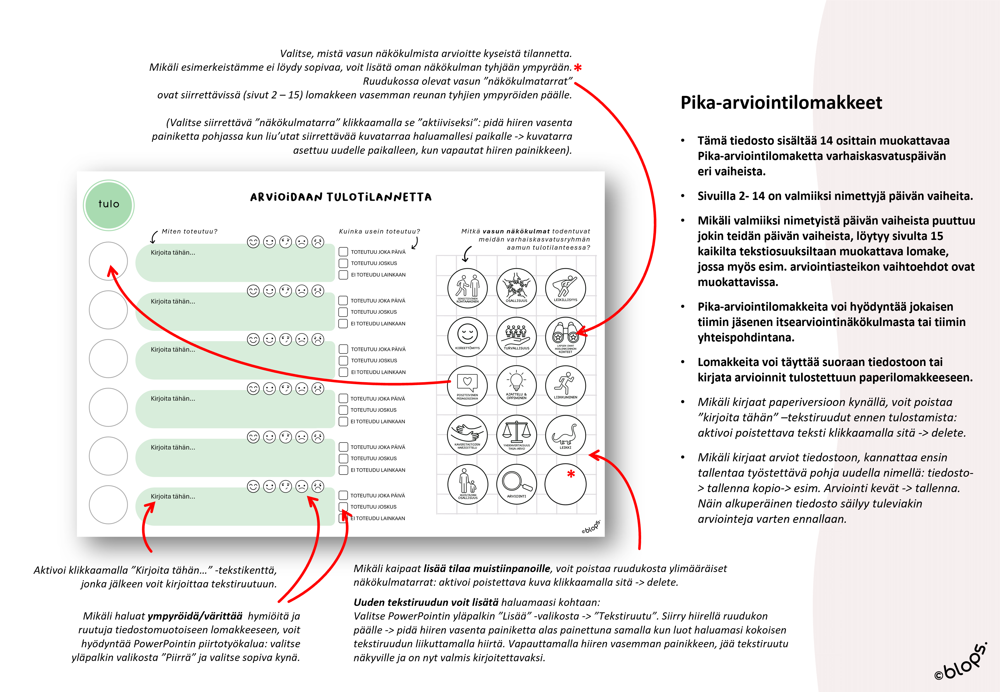 Valitse, mistä vasun näkökulmista arvioitte kyseistä tilannetta.
Mikäli esimerkeistämme ei löydy sopivaa, voit lisätä oman näkökulman tyhjään ympyrään.*
Ruudukossa olevat vasun ”näkökulmatarrat”
ovat siirrettävissä (sivut 2 – 15) lomakkeen vasemman reunan tyhjien ympyröiden päälle.
(Valitse siirrettävä ”näkökulmatarra” klikkaamalla se ”aktiiviseksi”: pidä hiiren vasenta
painiketta pohjassa kun liu’utat siirrettävää kuvatarraa haluamallesi paikalle -> kuvatarra
asettuu uudelle paikalleen, kun vapautat hiiren painikkeen).
tulo
ARVIOIDAAN TULOTILANNETTA
Miten toteutuu?
Kuinka usein toteutuu?
Mitkä vasun näkökulmat todentuvat
meidän varhaiskasvatusryhmän
aamun tulotilanteessa?
Kirjoita tähän...
TOTEUTUU JOKA PÄIVÄ
TOTEUTUU JOSKUS
EI TOTEUDU LAINKAAN
Kirjoita tähän...
TOTEUTUU JOKA PÄIVÄ
TOTEUTUU JOSKUS
EI TOTEUDU LAINKAAN
Kirjoita tähän...
TOTEUTUU JOKA PÄIVÄ
TOTEUTUU JOSKUS
EI TOTEUDU LAINKAAN
Kirjoita tähän...
TOTEUTUU JOKA PÄIVÄ
TOTEUTUU JOSKUS
EI TOTEUDU LAINKAAN
Kirjoita tähän...
TOTEUTUU JOKA PÄIVÄ
TOTEUTUU JOSKUS
EI TOTEUDU LAINKAAN
Kirjoita tähän...
TOTEUTUU JOKA PÄIVÄ
TOTEUTUU JOSKUS
EI TOTEUDU LAINKAAN
SENSITIIVINEN
KOHTAAMINEN
OSALLISUUS
LEIKILLISYYS
KIIREETTÖMYYS
TURVALLISUUS
LAPSEN OMAT
MIELENKIINNON
KOHTEET
POSITIIVINEN
PEDAGOGIIKKA
AJATTELU &
OPPIMINEN
LIIKKUMINEN
KAVERITAITOJEN
HARJOITTELU
YHDENVERTAISUUS
TASA-ARVO
LEIKKI
HUOLTAJAN
OSALLISUUS
ARVIOINTI
*
©blops.
Aktivoi klikkaamalla ”Kirjoita tähän…” -tekstikenttä,
jonka jälkeen voit kirjoittaa tekstiruutuun.
Mikäli haluat ympyröidä/värittää hymiöitä ja
ruutuja tiedostomuotoiseen lomakkeeseen, voit
hyödyntää PowerPointin piirtotyökalua: valitse
yläpalkin valikosta ”Piirrä” ja valitse sopiva kynä.
Mikäli kaipaat lisää tilaa muistiinpanoille, voit poistaa ruudukosta ylimääräiset
näkökulmatarrat: aktivoi poistettava kuva klikkaamalla sitä -> delete.
Uuden tekstiruudun voit lisätä haluamaasi kohtaan:
Valitse PowerPointin yläpalkin ”Lisää” -valikosta -> ”Tekstiruutu”. Siirry hiirellä ruudukon
päälle -> pidä hiiren vasenta painiketta alas painettuna samalla kun luot haluamasi kokoisen
tekstiruudun liikuttamalla hiirtä. Vapauttamalla hiiren vasemman painikkeen, jää tekstiruutu
näkyville ja on nyt valmis kirjoitettavaksi.
Pika-arviointilomakkeet
• Tämä tiedosto sisältää 14 osittain muokattavaa
Pika-arviointilomaketta varhaiskasvatuspäivän
eri vaiheista.
• Sivuilla 2- 14 on valmiiksi nimettyjä päivän vaiheita.
• Mikäli valmiiksi nimetyistä päivän vaiheista puuttuu
jokin teidän päivän vaiheista, löytyy sivulta 15
kaikilta tekstiosuuksiltaan muokattava lomake,
jossa myös esim. arviointiasteikon vaihtoehdot ovat
muokattavissa.
• Pika-arviointilomakkeita voi hyödyntää jokaisen
tiimin jäsenen itsearviointinäkökulmasta tai tiimin
yhteispohdintana.
• Lomakkeita voi täyttää suoraan tiedostoon tai
kirjata arvioinnit tulostettuun paperilomakkeeseen.
• Mikäli kirjaat paperiversioon kynällä, voit poistaa
”kirjoita tähän” –tekstiruudut ennen tulostamista:
aktivoi poistettava teksti klikkaamalla sitä -> delete.
• Mikäli kirjaat arviot tiedostoon, kannattaa ensin
tallentaa työstettävä pohja uudella nimellä: tiedosto-
> tallenna kopio-> esim. Arviointi kevät -> tallenna.
Näin alkuperäinen tiedosto säilyy tuleviakin
arviointeja varten ennallaan.
©blops.